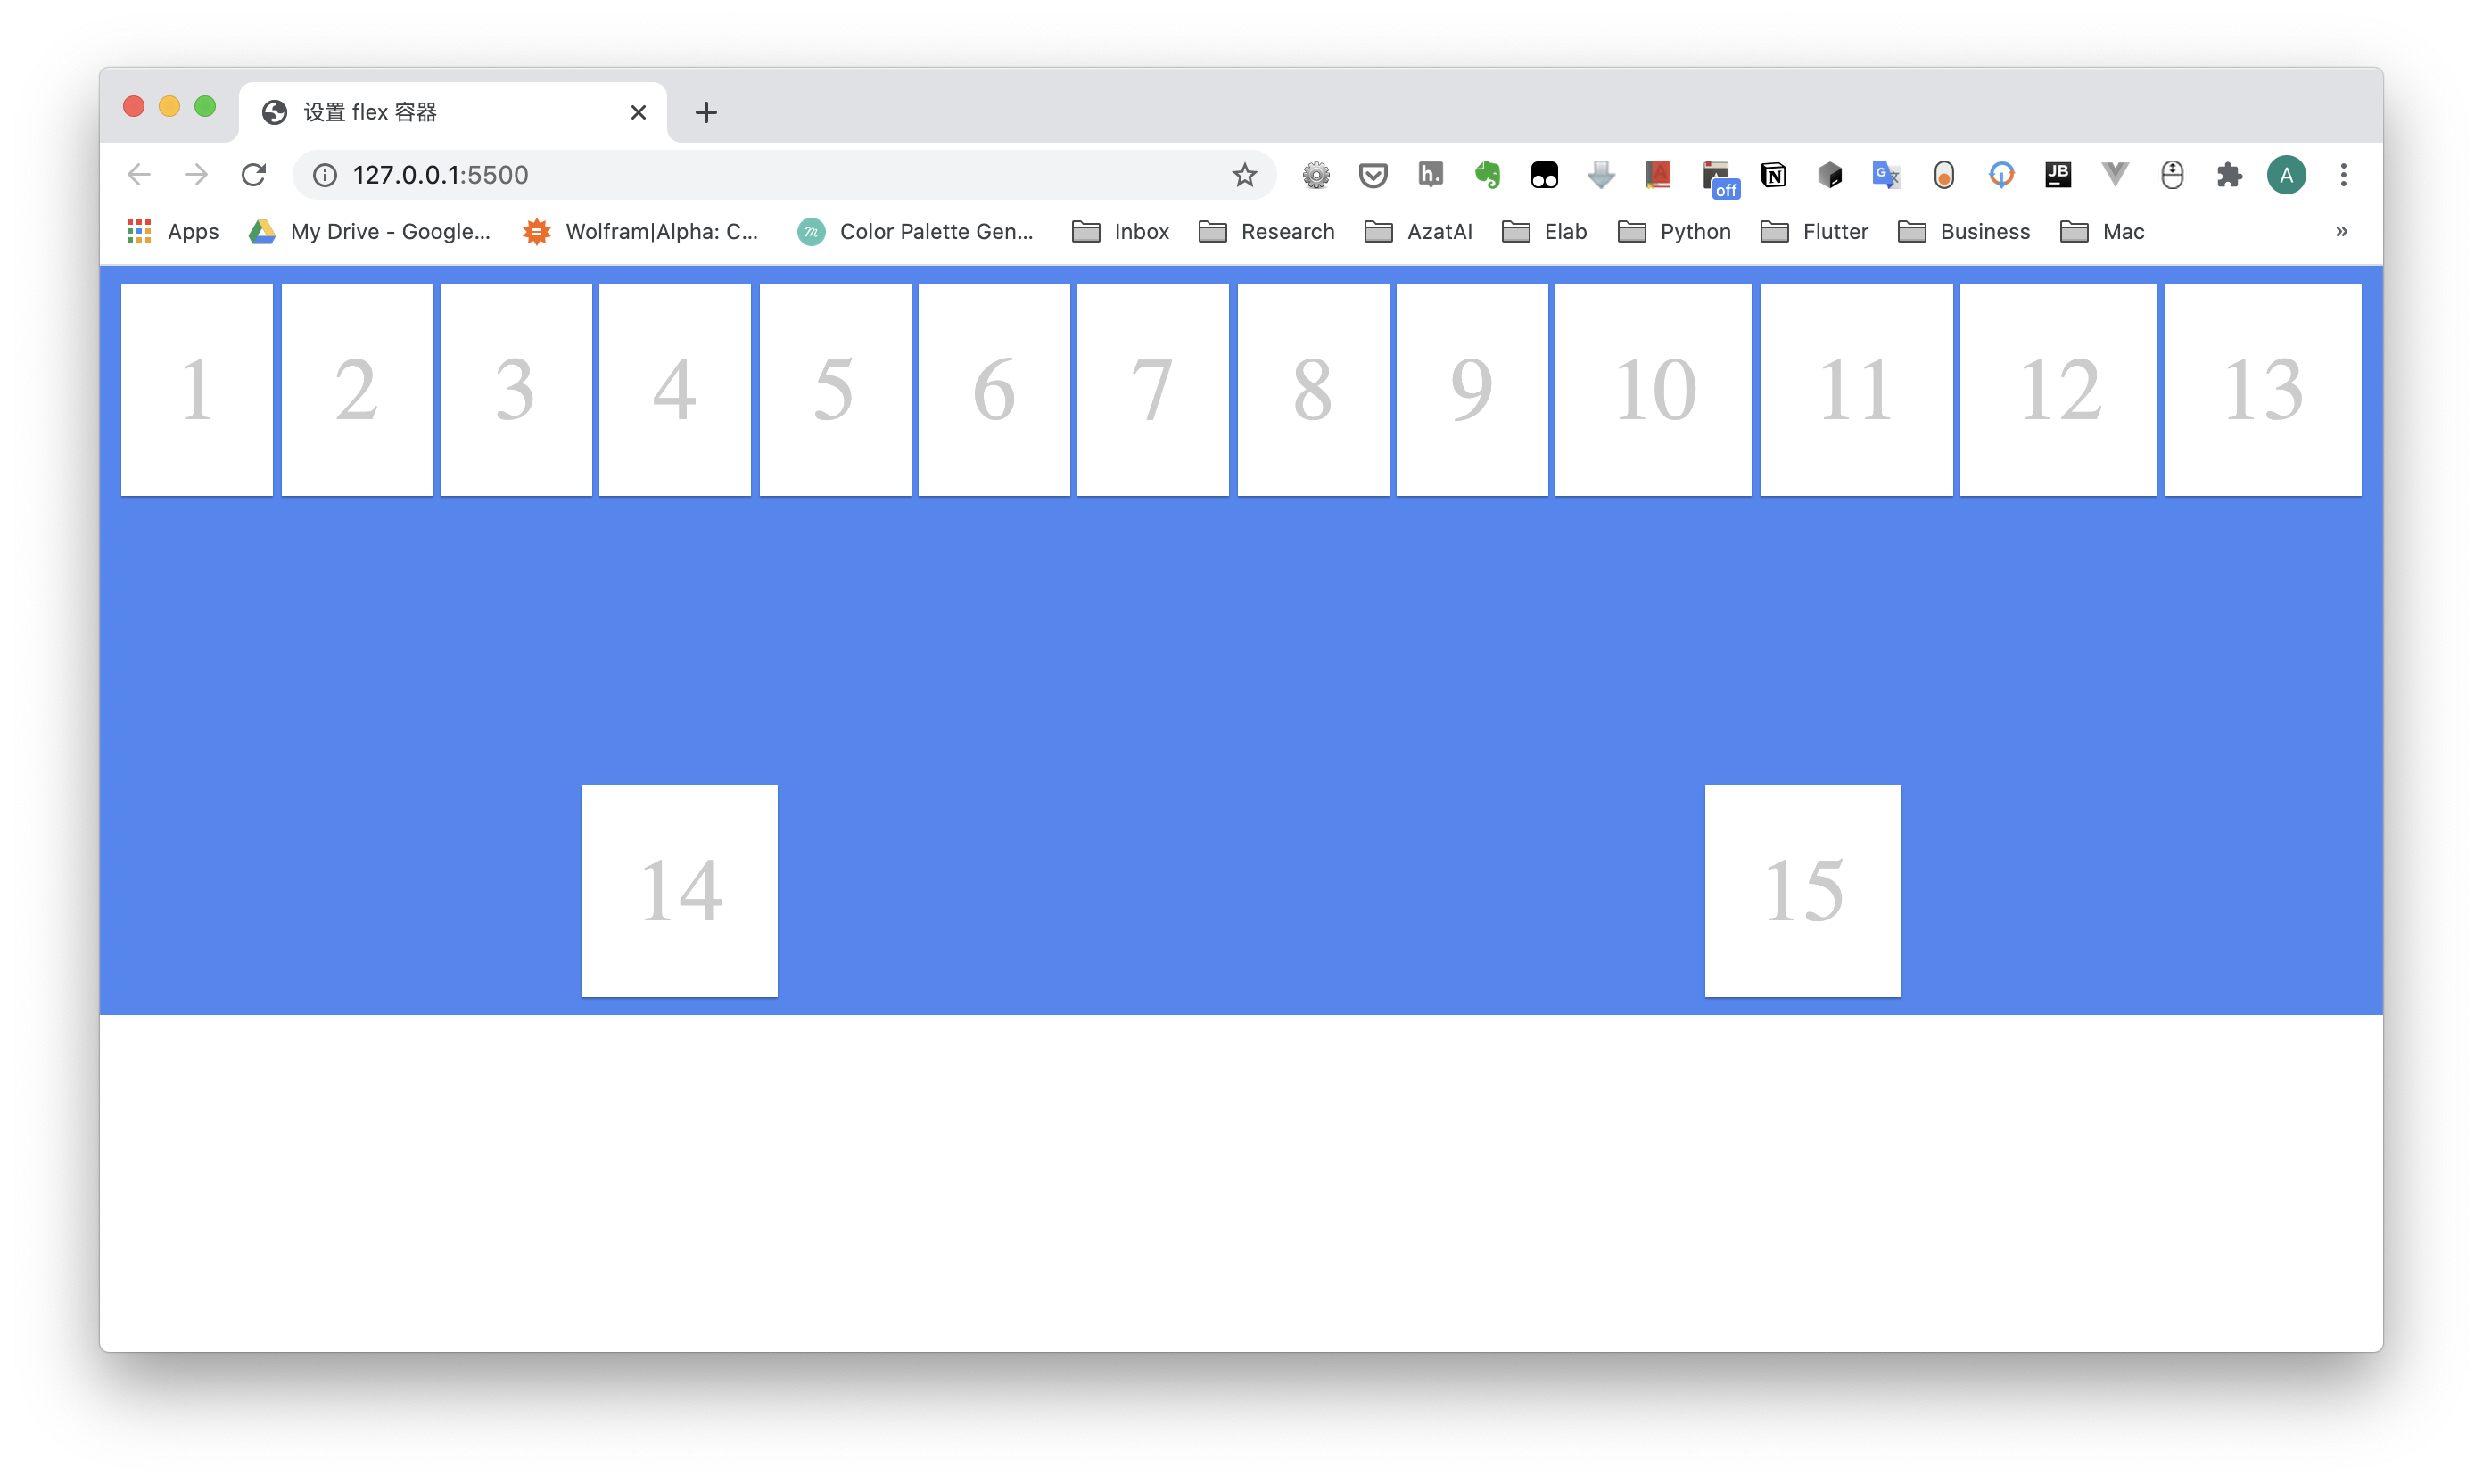 设置 flex 容器
127.0.0.1:5500
h.
off
N
G
JB
A
Apps
My Drive - Google...
Wolfram|Alpha: C...
m
Color Palette Gen...
Inbox
Research
AzatAI
Elab
Python
Flutter
Business
Mac
»
1 2 3 4 5 6 7 8 9 10 11 12 13
14 15